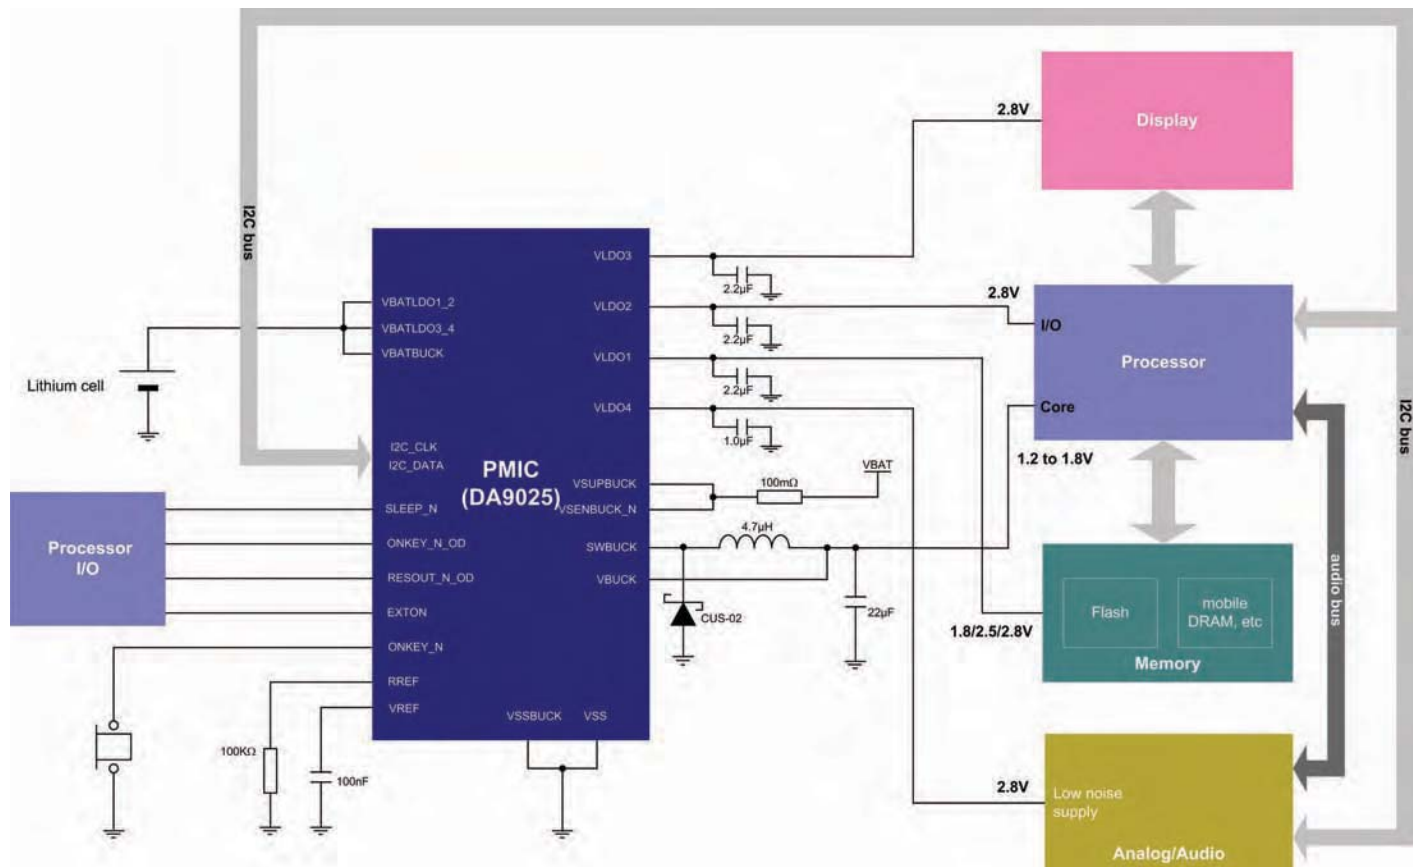 I2C bus
2.8V
Display
VLDO3
2.2µF
VBATLDO1_2
VLDO2
2.8V
I/O
2.2µF
VBATLDO3_4
VBATBUCK
VLDO1
Processor
Lithium cell
2.2µF
VLDO4
Core
I2C bus
1.0µF
I2C_CLK
I2C_DATA
PMIC
(DA9025)
VBAT
1.2 to 1.8V
VSUPBUCK
100mΩ
SLEEP_N
VSENBUCK_N
Processor
I/O
4.7µH
ONKEY_N_OD
SWBUCK
RESOUT_N_OD
VBUCK
audio bus
EXTON
CUS-02
22µF
Flash
mobile
DRAM, etc
1.8/2.5/2.8V
Memory
ONKEY_N
RREF
VREF
VSSBUCK
VSS
100KΩ
100nF
2.8V
Low noise
supply
Analog/Audio